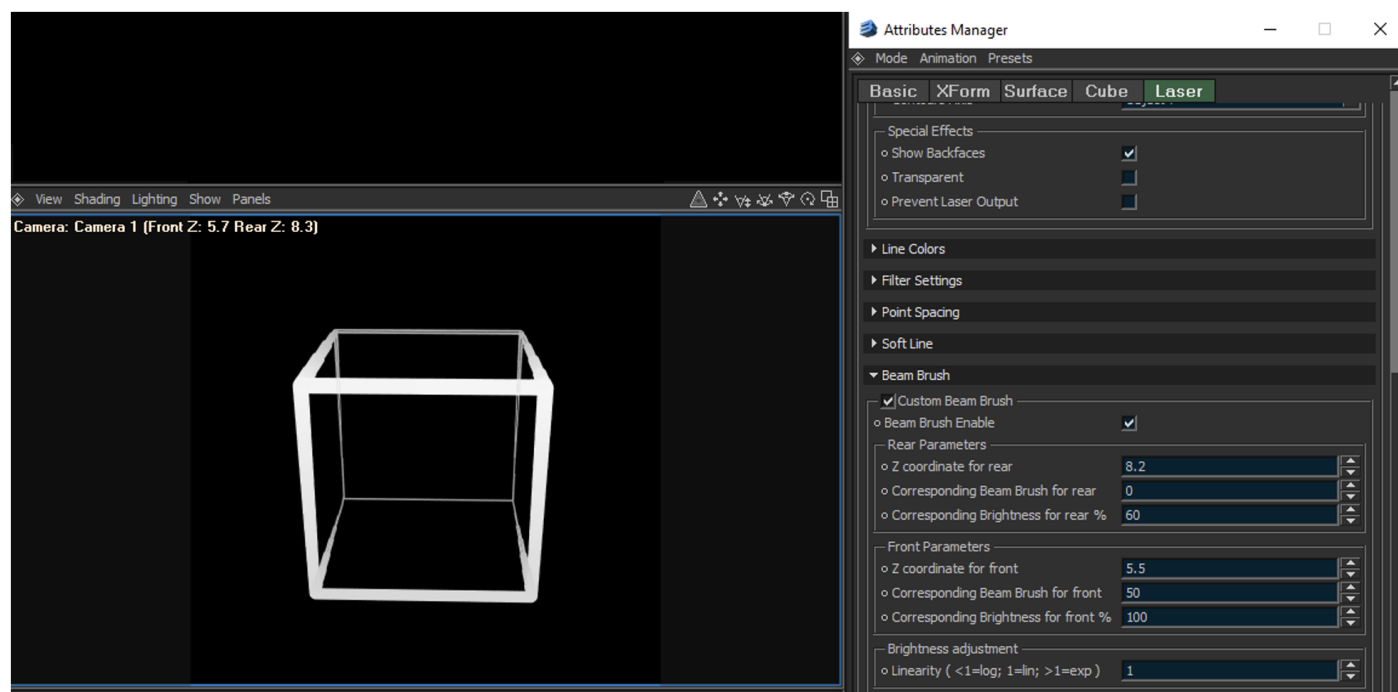 Attributes Manager
Mode Animation Presets
Basic XForm Surface Cube Laser
Special Effects
Show Backfaces
Transparent
Prevent Laser Output
View Shading Lighting Show Panels
Camera: Camera 1 (Front Z: 5.7 Rear Z: 8.3)
Line Colors
Filter Settings
Point Spacing
Soft Line
Beam Brush
Custom Beam Brush
Beam Brush Enable
Rear Parameters
Z coordinate for rear 8.2
Corresponding Beam Brush for rear 0
Corresponding Brightness for rear % 60
Front Parameters
Z coordinate for front 5.5
Corresponding Beam Brush for front 50
Corresponding Brightness for front % 100
Brightness adjustment
Linearity ( <1=log; 1=lin; >1=exp ) 1